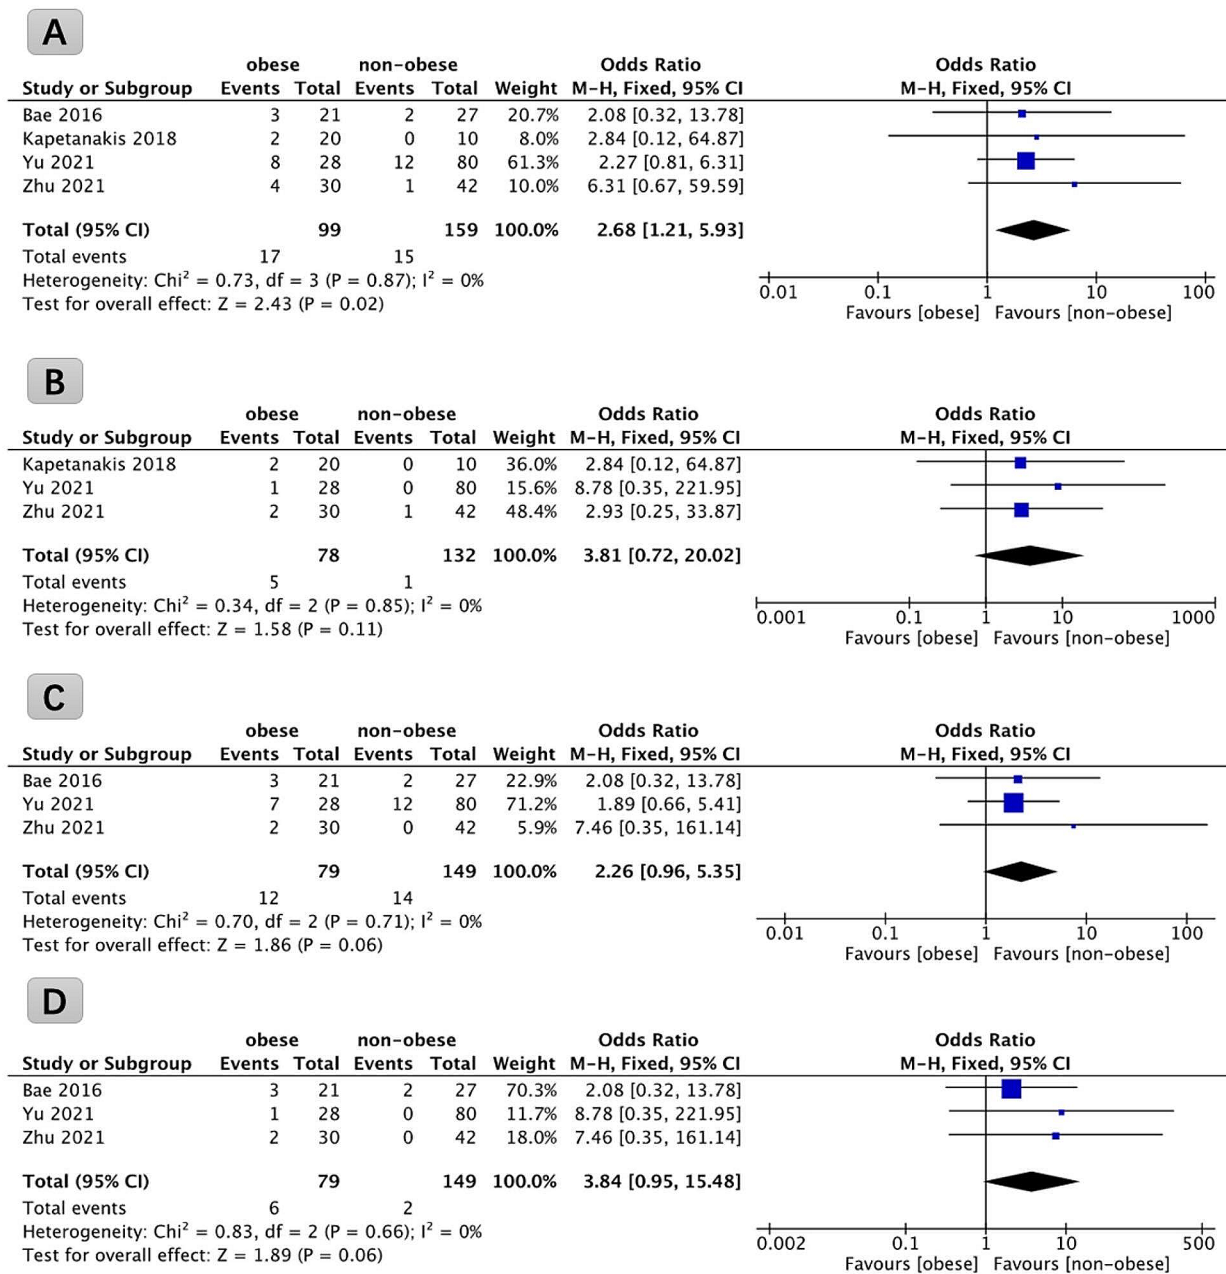 A
obese non-obese Odds Ratio Odds Ratio
Study or Subgroup Events Total Events Total Weight M-H, Fixed, 95% CI M-H, Fixed, 95% CI
Bae 2016 3 21 2 27 20.7% 2.08 [0.32, 13.78]
Kapetanakis 2018 2 20 0 10 8.0% 2.84 [0.12, 64.87]
Yu 2021 8 28 12 80 61.3% 2.27 [0.81, 6.31]
Zhu 2021 4 30 1 42 10.0% 6.31 [0.67, 59.59]
Total (95% CI) 99 159 100.0% 2.68 [1.21, 5.93]
Total events 17 15
Heterogeneity: Chi² = 0.73, df = 3 (P = 0.87); I² = 0%
Test for overall effect: Z = 2.43 (P = 0.02)
0.01 0.1 1 10 100
Favours [obese] Favours [non-obese]
B
obese non-obese Odds Ratio Odds Ratio
Study or Subgroup Events Total Events Total Weight M-H, Fixed, 95% CI M-H, Fixed, 95% CI
Kapetanakis 2018 2 20 0 10 36.0% 2.84 [0.12, 64.87]
Yu 2021 1 28 0 80 15.6% 8.78 [0.35, 221.95]
Zhu 2021 2 30 1 42 48.4% 2.93 [0.25, 33.87]
Total (95% CI) 78 132 100.0% 3.81 [0.72, 20.02]
Total events 5 1
Heterogeneity: Chi² = 0.34, df = 2 (P = 0.85); I² = 0%
Test for overall effect: Z = 1.58 (P = 0.11)
0.001 0.1 1 10 1000
Favours [obese] Favours [non-obese]
C
obese non-obese Odds Ratio Odds Ratio
Study or Subgroup Events Total Events Total Weight M-H, Fixed, 95% CI M-H, Fixed, 95% CI
Bae 2016 3 21 2 27 22.9% 2.08 [0.32, 13.78]
Yu 2021 7 28 12 80 71.2% 1.89 [0.66, 5.41]
Zhu 2021 2 30 0 42 5.9% 7.46 [0.35, 161.14]
Total (95% CI) 79 149 100.0% 2.26 [0.96, 5.35]
Total events 12 14
Heterogeneity: Chi² = 0.70, df = 2 (P = 0.71); I² = 0%
Test for overall effect: Z = 1.86 (P = 0.06)
0.01 0.1 1 10 100
Favours [obese] Favours [non-obese]
D
obese non-obese Odds Ratio Odds Ratio
Study or Subgroup Events Total Events Total Weight M-H, Fixed, 95% CI M-H, Fixed, 95% CI
Bae 2016 3 21 2 27 70.3% 2.08 [0.32, 13.78]
Yu 2021 1 28 0 80 11.7% 8.78 [0.35, 221.95]
Zhu 2021 2 30 0 42 18.0% 7.46 [0.35, 161.14]
Total (95% CI) 79 149 100.0% 3.84 [0.95, 15.48]
Total events 6 2
Heterogeneity: Chi² = 0.83, df = 2 (P = 0.66); I² = 0%
Test for overall effect: Z = 1.89 (P = 0.06)
0.002 0.1 1 10 500
Favours [obese] Favours [non-obese]